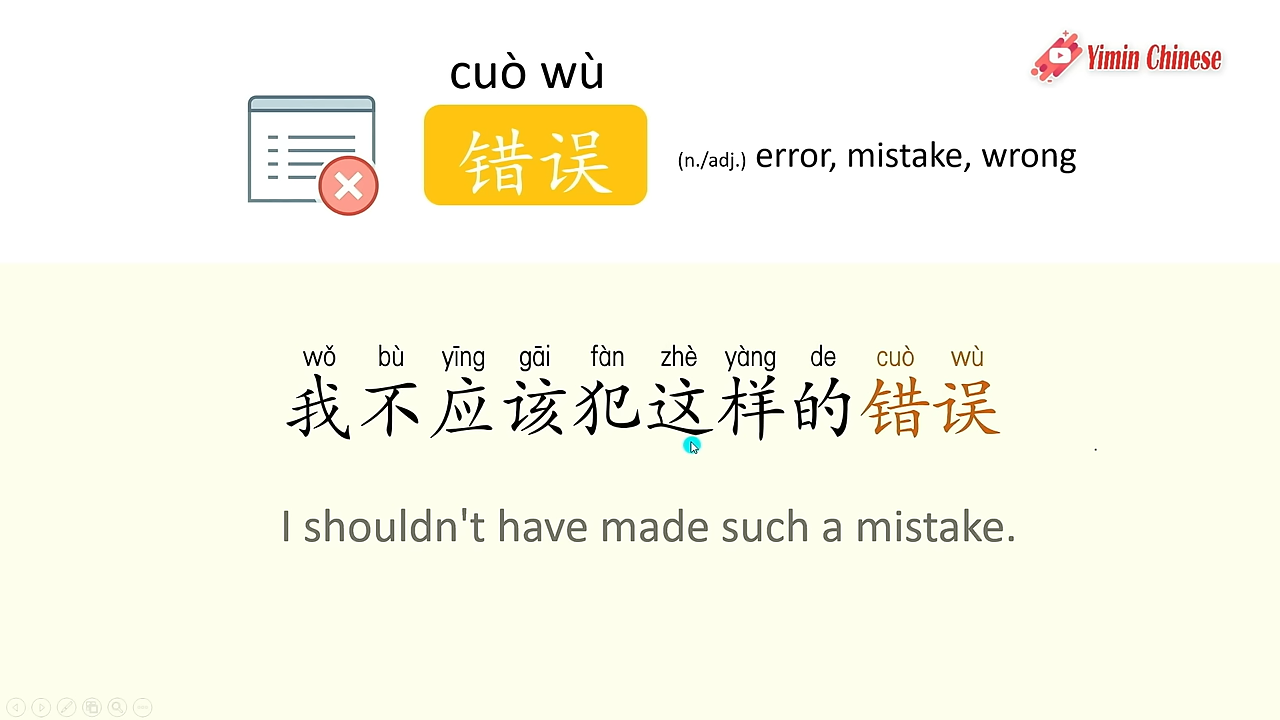 Yimin Chinese
cuò wù
错误
(n./adj.) error, mistake, wrong
wǒ bù yīng gāi fàn zhè yàng de cuò wù
我不应该犯这样的错误
I shouldn't have made such a mistake.